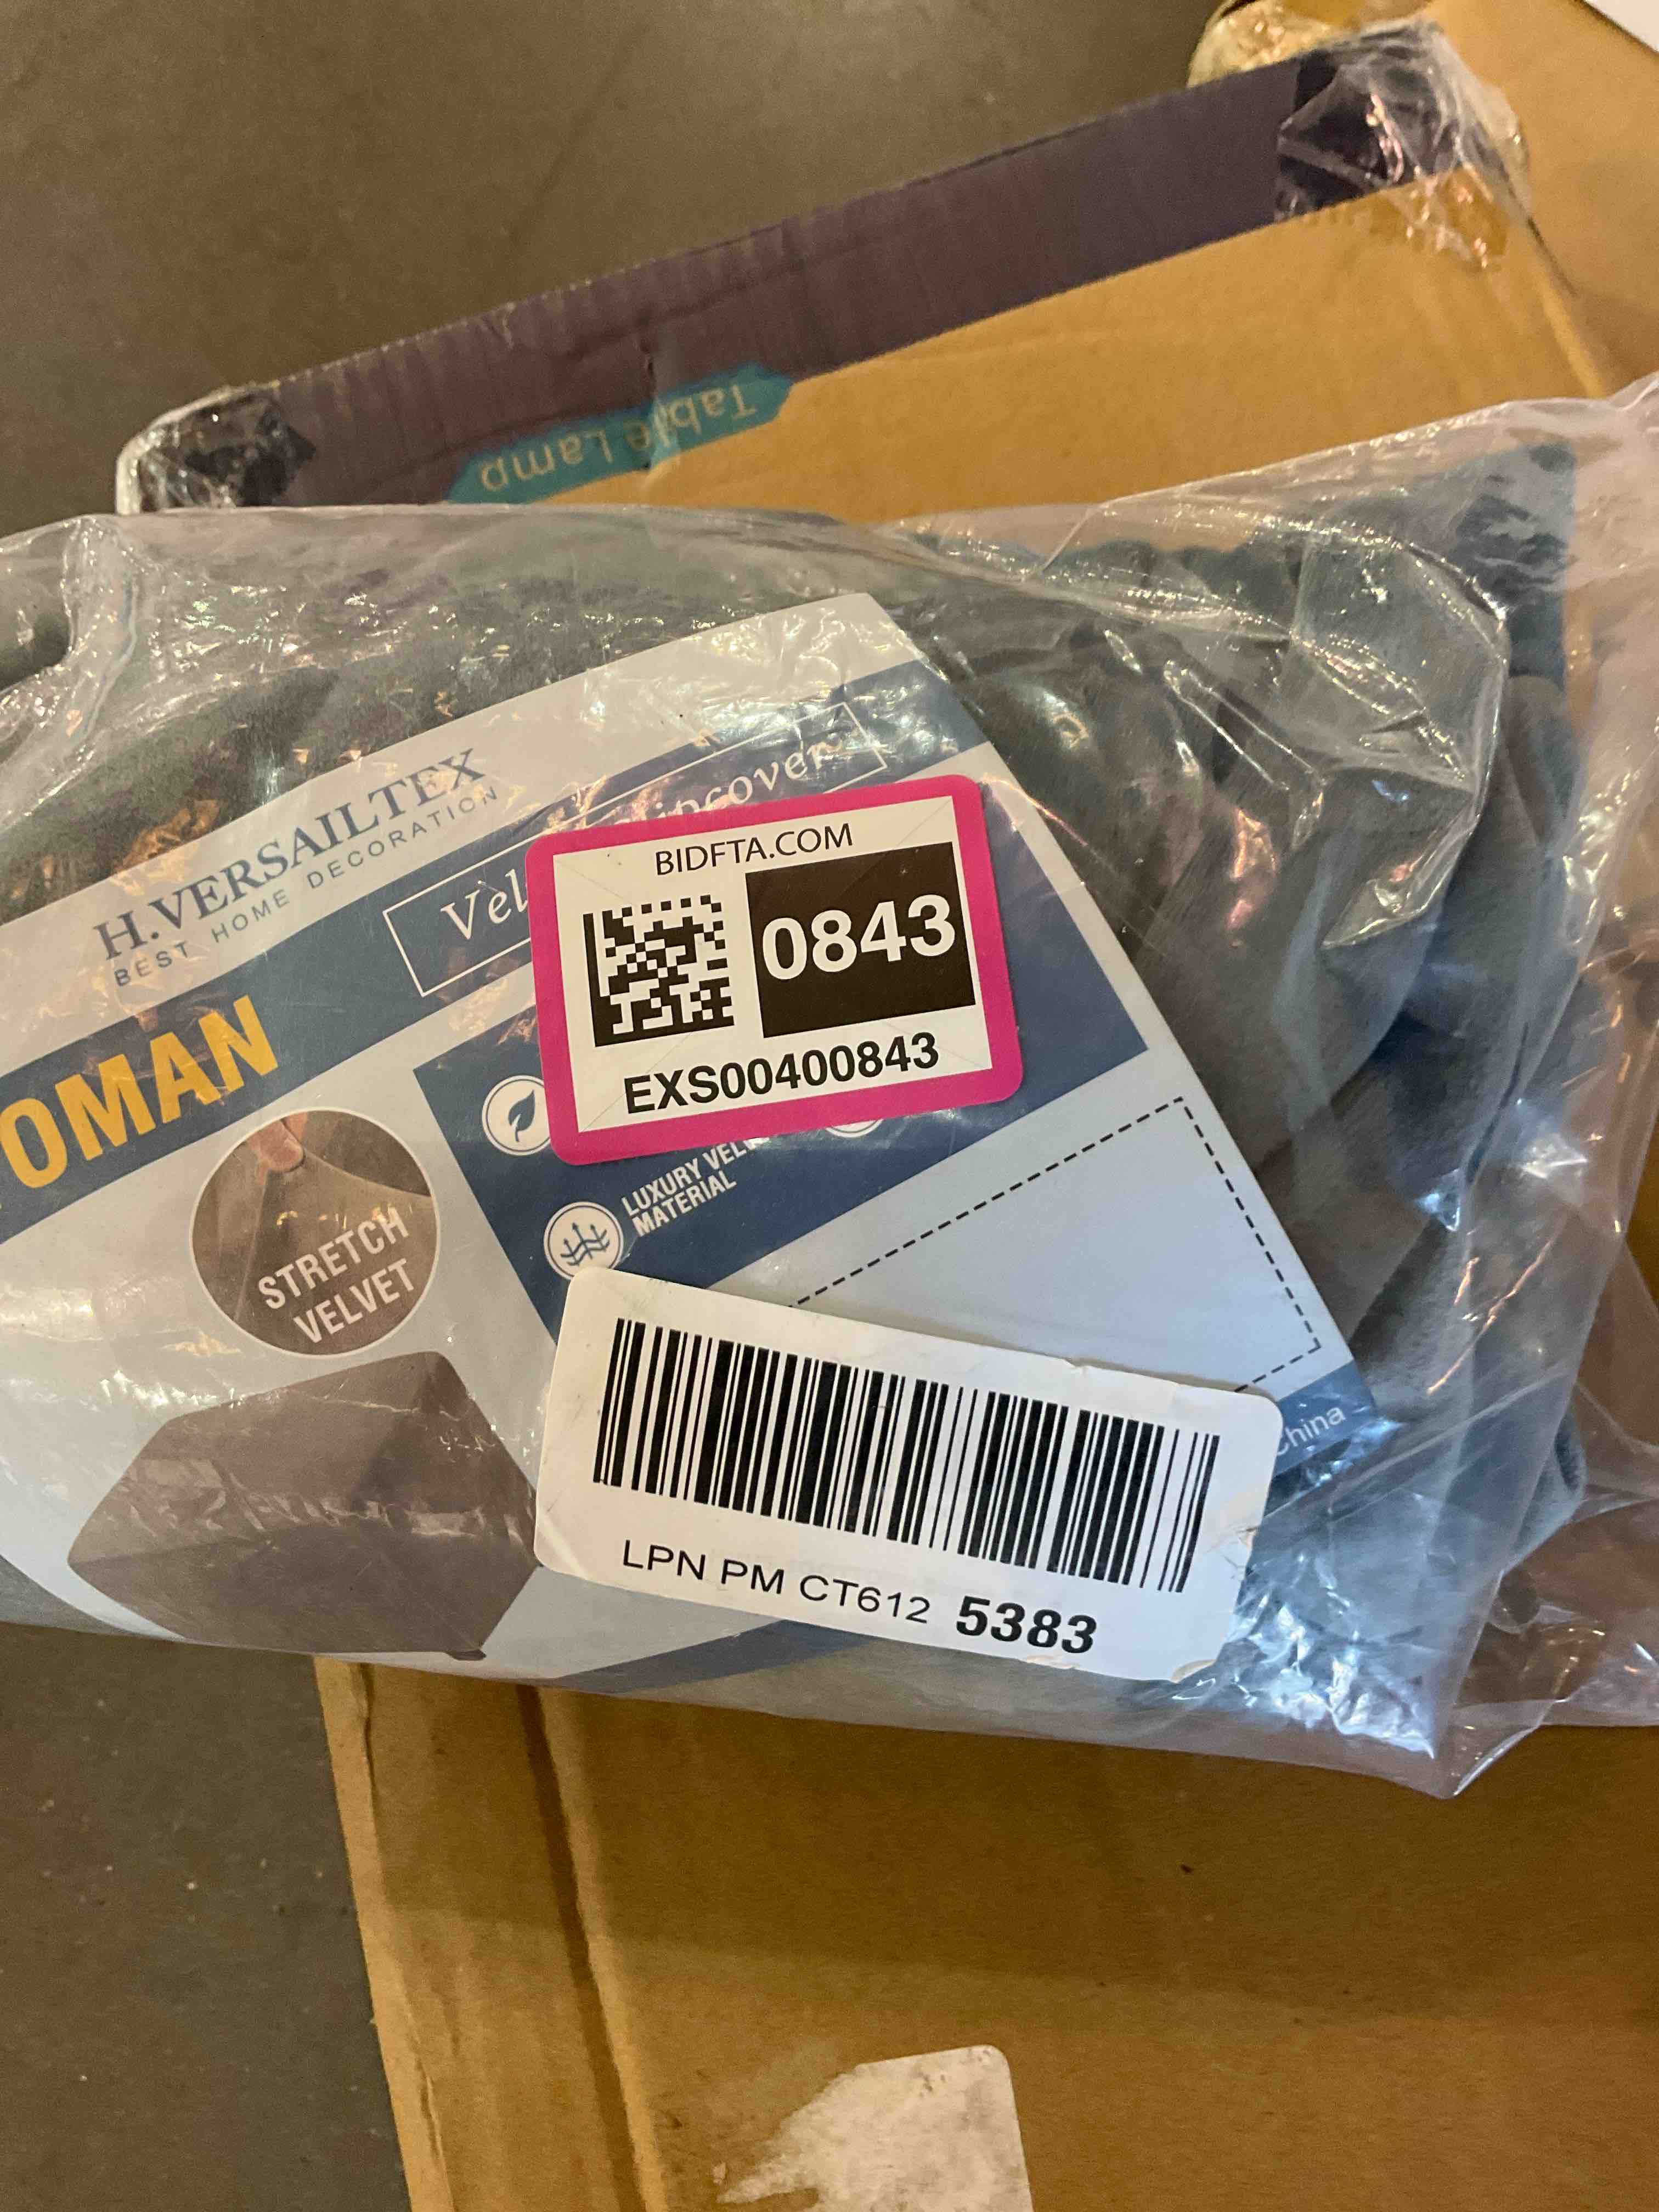 Table Lamp
H.VERSAILTEX
BEST HOME DECORATION
BIDFTA.COM
0843
EXS00400843
OMAN
STRETCH
VELVET
LUXURY
MATERIAL
LPN PM CT612 5383
China